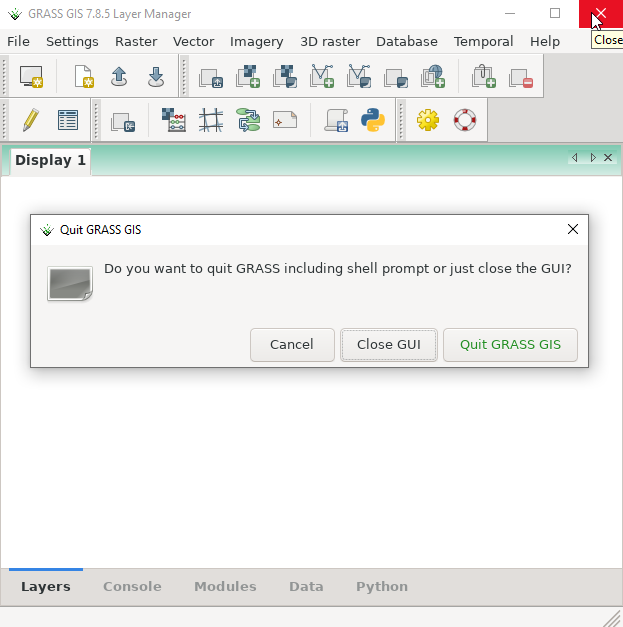 GRASS GIS 7.8.5 Layer Manager
File Settings Raster Vector Imagery 3D raster Database Temporal Help
Close
Display 1
Quit GRASS GIS
Do you want to quit GRASS including shell prompt or just close the GUI?
Cancel Close GUI Quit GRASS GIS
Layers Console Modules Data Python